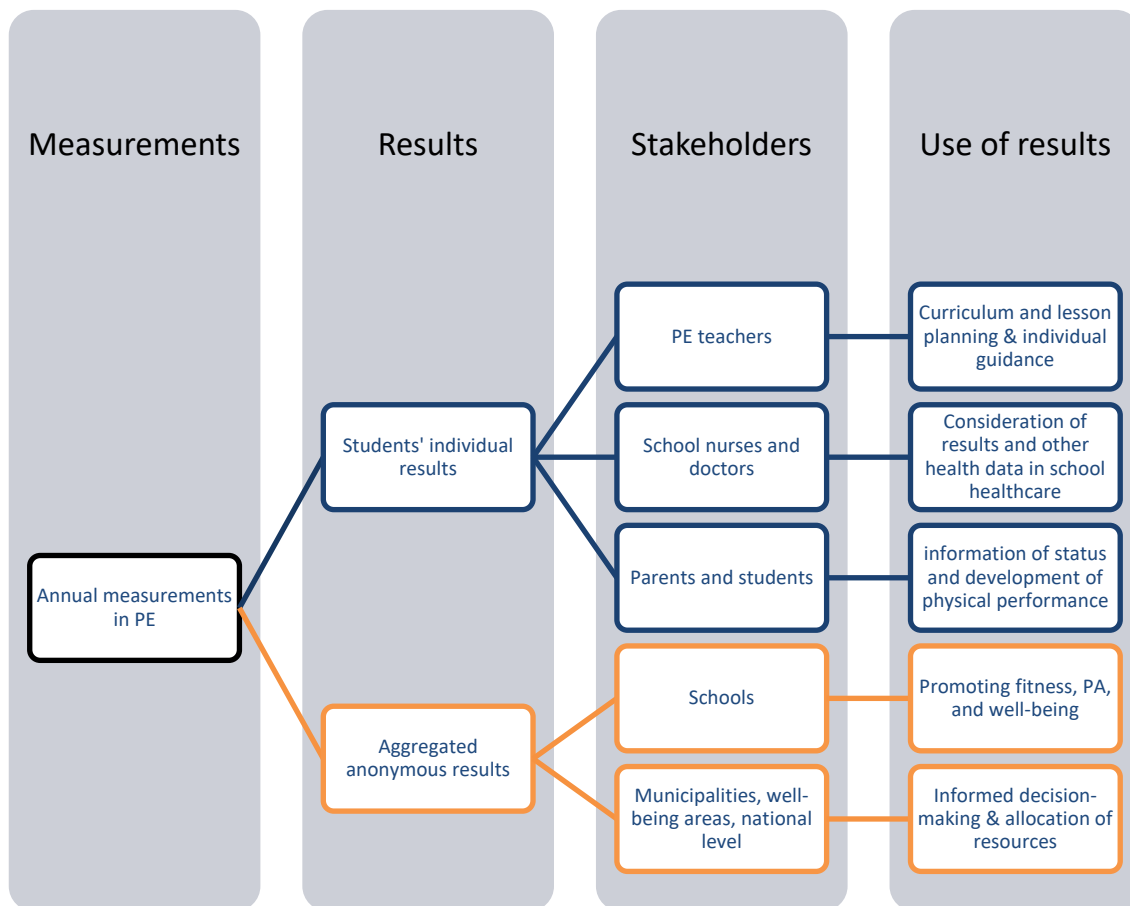 Measurements
Results
Stakeholders
Use of results
Annual measurements
in PE
Students' individual
results
Aggregated
anonymous results
PE teachers
School nurses and
doctors
Parents and students
Schools
Municipalities, well-
being areas, national
level
Curriculum and lesson
planning & individual
guidance
Consideration of
results and other
health data in school
healthcare
information of status
and development of
physical performance
Promoting fitness, PA,
and well-being
Informed decision-
making & allocation of
resources